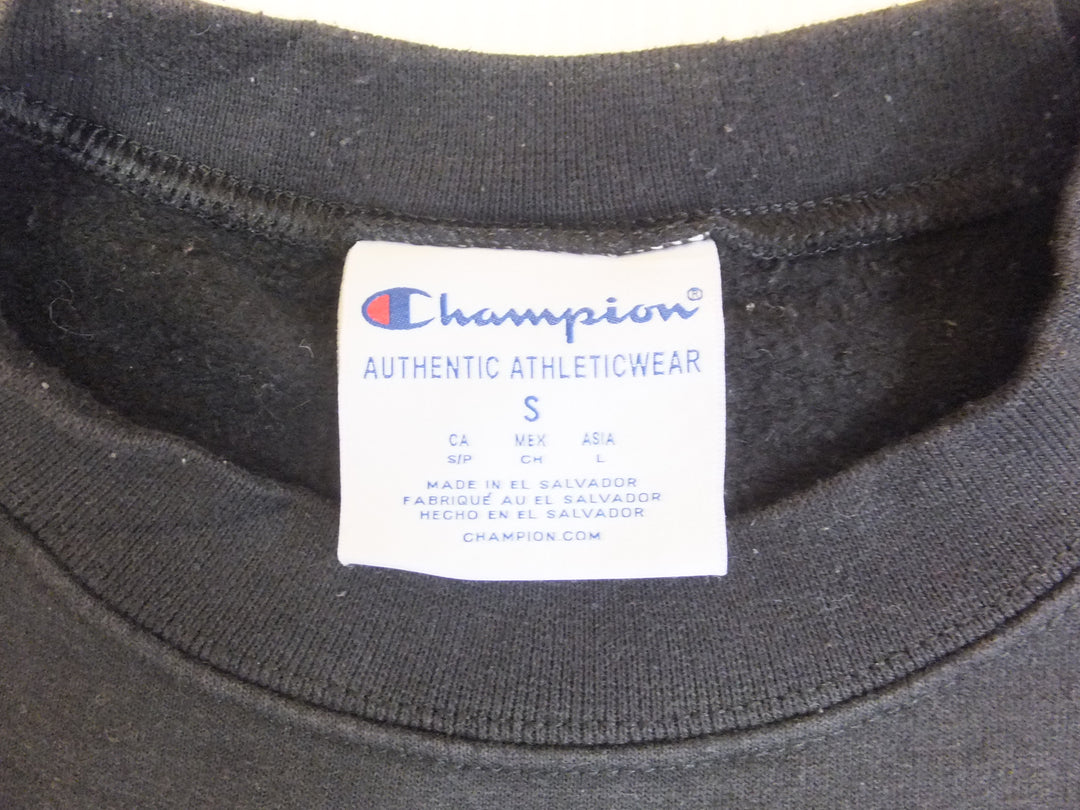 Champion®
AUTHENTIC ATHLETICWEAR
S
CA MEX ASIA
S/P CH L
MADE IN EL SALVADOR
FABRIQUÉ AU EL SALVADOR
HECHO EN EL SALVADOR
CHAMPION.COM